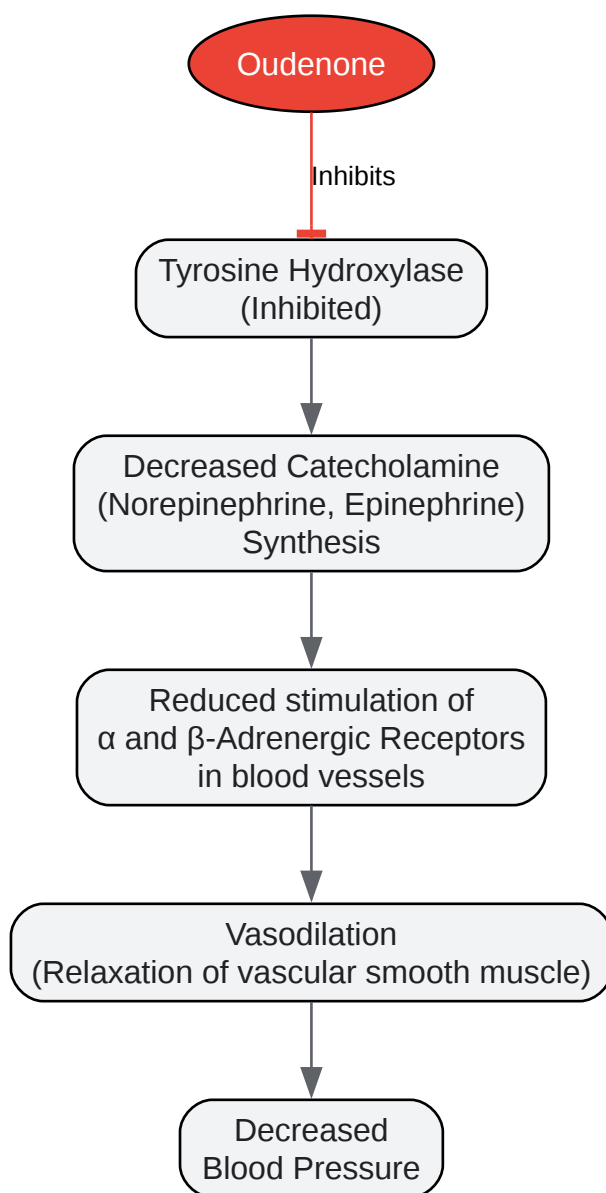 Oudenone
Inhibits
Tyrosine Hydroxylase
(Inhibited)
Decreased Catecholamine
(Norepinephrine, Epinephrine)
Synthesis
Reduced stimulation of
α and β-Adrenergic Receptors
in blood vessels
Vasodilation
(Relaxation of vascular smooth muscle)
Decreased
Blood Pressure